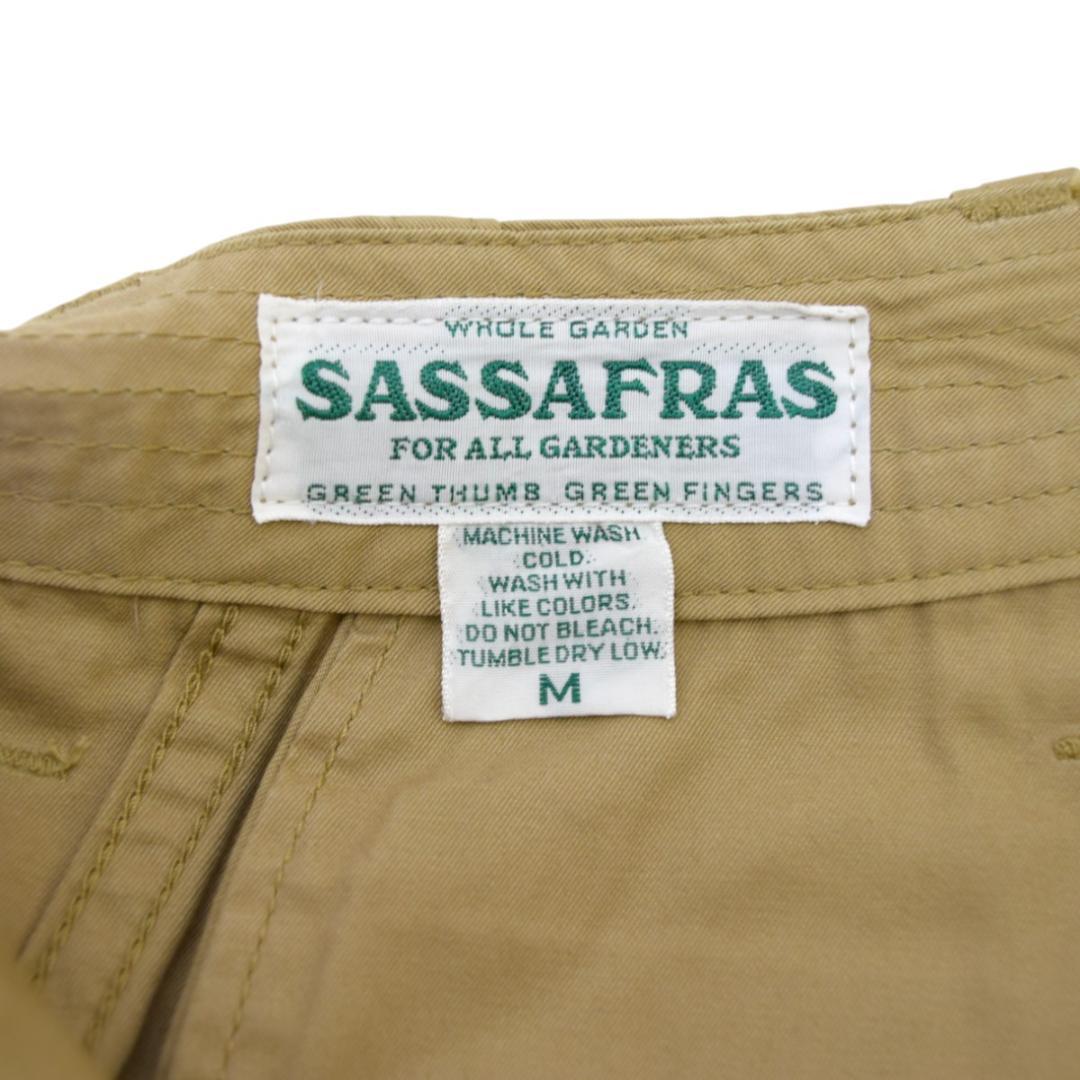 WHOLE GARDEN
SASSAFRAS
FOR ALL GARDENERS
GREEN THUMB GREEN FINGERS
MACHINE WASH
COLD.
WASH WITH
LIKE COLORS.
DO NOT BLEACH.
TUMBLE DRY LOW.
M